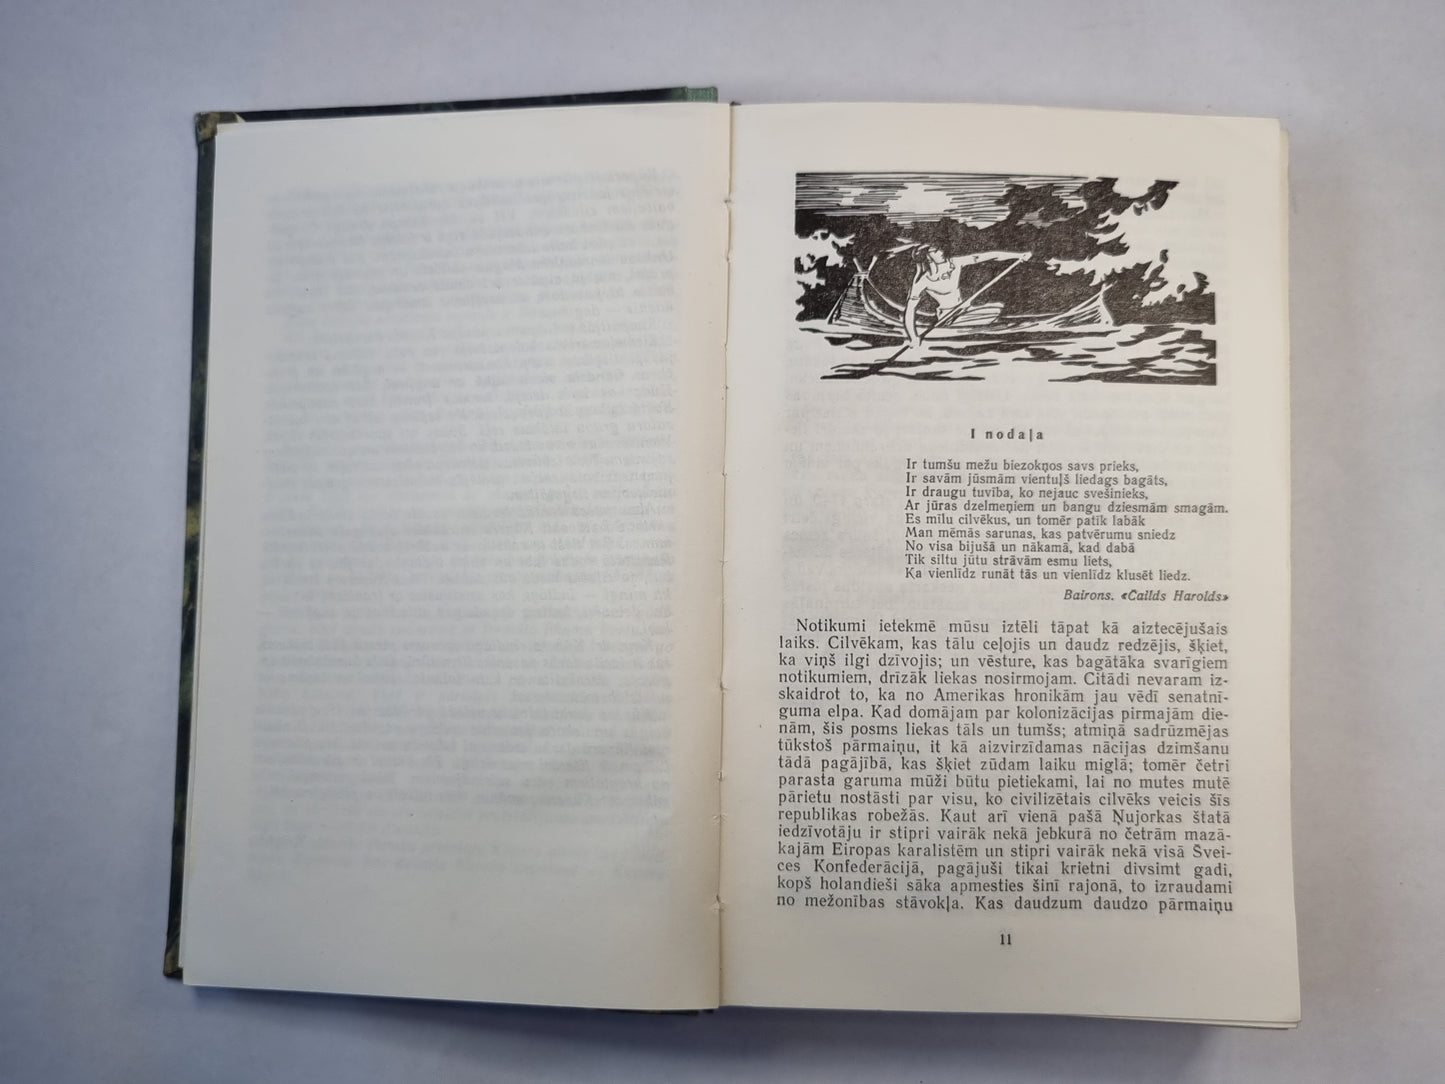 I nodaļa
Ir tumšu mežu biezokņos savs prieks,
Ir savām jūsmām vientuļš liedags bagāts,
Ir draugu tuvība, ko nejauc svešinieks,
Ar jūras dzelmeņiem un bangu dziesmām smagām.
Es mīlu cilvēkus, un tomēr patīk labāk
Man mēmās sarunas, kas patvērumu sniedz
No visa bijušā un nākamā, kad dabā
Tik siltu jūtu strāvām esmu liets,
Ka vienlīdz runāt tās un vienlīdz klusēt liedz.
Bairons. «Čailds Harolds»
Notikumi ietekmē mūsu iztēli tāpat kā aiztecējušais
laiks. Cilvēkam, kas tālu ceļojis un daudz redzējis, šķiet,
ka viņš ilgi dzīvojis; un vēsture, kas bagātāka svarīgiem
notikumiem, drīzāk liekas nosirmojam. Citādi nevaram iz-
skaidrot to, ka no Amerikas hronikām jau vēdī senatnī-
guma elpa. Kad domājam par kolonizācijas pirmajām die-
nām, šis posms liekas tāls un tumšs; atmiņā sadrūzmējas
tūkstoš pārmaiņu, it kā aizvirzīdamas nācijas dzimšanu
tādā pagājībā, kas šķiet zūdam laiku miglā; tomēr četri
parasta garuma mūži būtu pietiekami, lai no mutes mutē
pārietu nostāsti par visu, ko civilizētais cilvēks veicis šīs
republikas robežās. Kaut arī vienā pašā Ņujorkas štatā
iedzīvotāju ir stipri vairāk nekā jebkurā no četrām mazā-
kajām Eiropas karalistēm un stipri vairāk nekā visā Švei-
ces Konfederācijā, pagājuši tikai krietni divsimt gadi,
kopš holandieši sāka apmesties šinī rajonā, to izraudami
no mežonības stāvokļa. Kas daudzum daudzo pārmaiņu
11